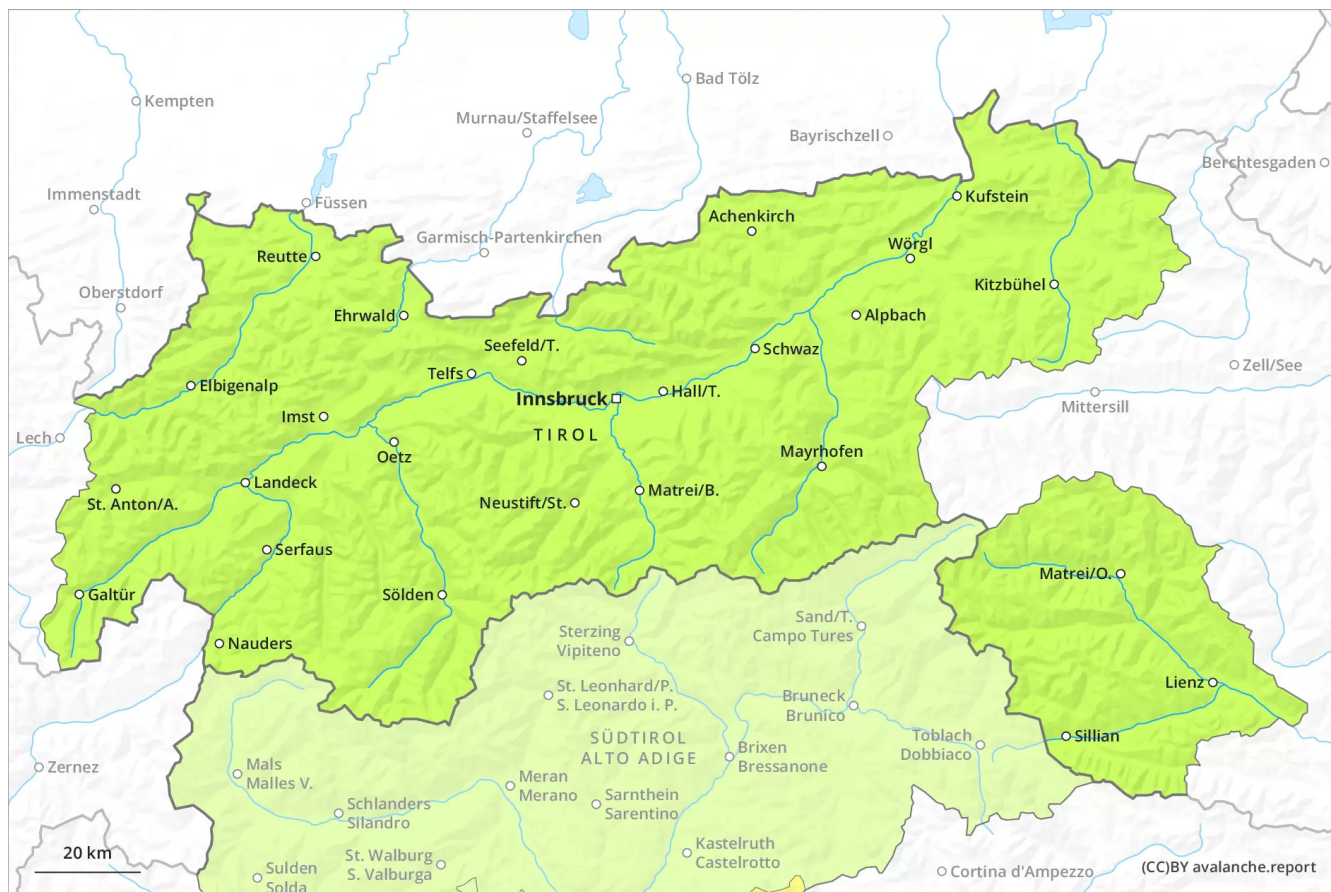 Bad Tölz
Kempten
Murnau/Staffelsee
Bayrischzell
Berchtesgaden
Immenstadt
Füssen
Kufstein
Achenkirch
Garmisch-Partenkirchen
Wörgl
Reutte
Kitzbühel
Oberstdorf
Ehrwald
Alpbach
Seefeld/T.
Schwaz
Zell/See
Telfs
Elbigenalp
Hall/T.
Innsbruck
Mittersill
Imst
TIROL
Lech
Oetz
Mayrhofen
Landeck
St. Anton/A.
Neustift/St.
Matrei/B.
Serfaus
Matrei/O.
Galtür
Sölden
Sand/T.
Campo Tures
Sterzing
Vipiteno
Nauders
Lienz
St. Leonhard/P.
S. Leonardo i. P.
Bruneck
Brunico
SÜDTIROL
ALTO ADIGE
Toblach
Dobbiaco
Sillian
Brixen
Bressanone
Zernez
Mals
Malles V.
Meran
Merano
Sarnthein
Sarentino
Schlanders
Silandro
Kastelruth
Castelrotto
20 km
St. Walburg
S. Valburga
Sulden
Solda
Cortina d'Ampezzo
(CC)BY avalanche.report